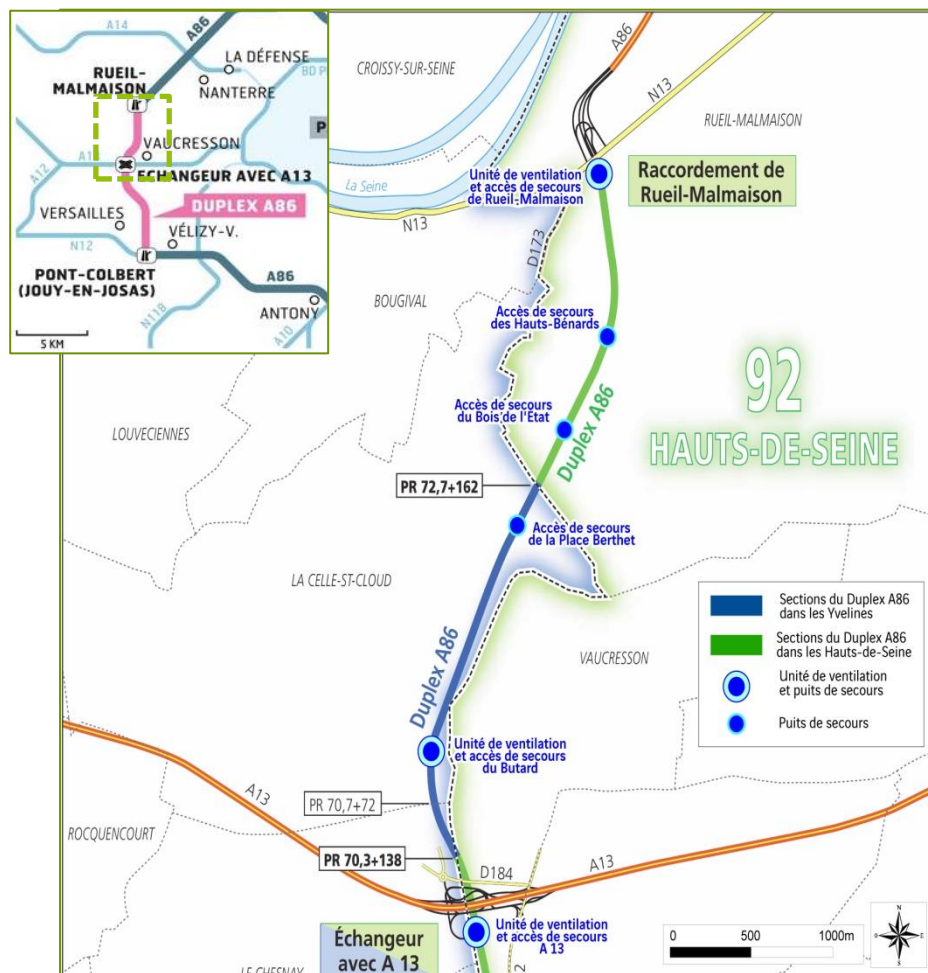 A14
A86
LA DÉFENSE
RUEIL-
MALMAISON
NANTERRE
BD P
P
VAUCRESSON
A12
A1
ECHANGEUR AVEC A13
DUPLEX A86
VERSAILLES
VÉLIZY-V.
N12
PONT-COLBERT
(JOUY-EN-JOSAS)
A86
N118
ANTONY
A10
5 KM
CROISSY-SUR-SEINE
A86
N13
RUEIL-MALMAISON
La Seine
Unité de ventilation
et accès de secours
de Rueil-Malmaison
Raccordement de
Rueil-Malmaison
N13
D173
BOUGIVAL
Accès de secours
des Hauts-Bénards
92
HAUTS-DE-SEINE
Accès de secours
du Bois de l'Etat
Duplex A86
LOUVECIENNES
PR 72,7+162
Accès de secours
de la Place Berthet
LA CELLE-ST-CLOUD
Sections du Duplex A86
dans les Yvelines
Sections du Duplex A86
dans les Hauts-de-Seine
Unité de ventilation
et puits de secours
Puits de secours
VAUCRESSON
Duplex A86
Unité de ventilation
et accès de secours
du Butard
A13
PR 70,7+72
ROCQUENCOURT
PR 70,3+138
D184
A13
Échangeur
avec A 13
Unité de ventilation
et accès de secours
A 13
0 500 1000m
N
O E
S
LE CHESNAY
2